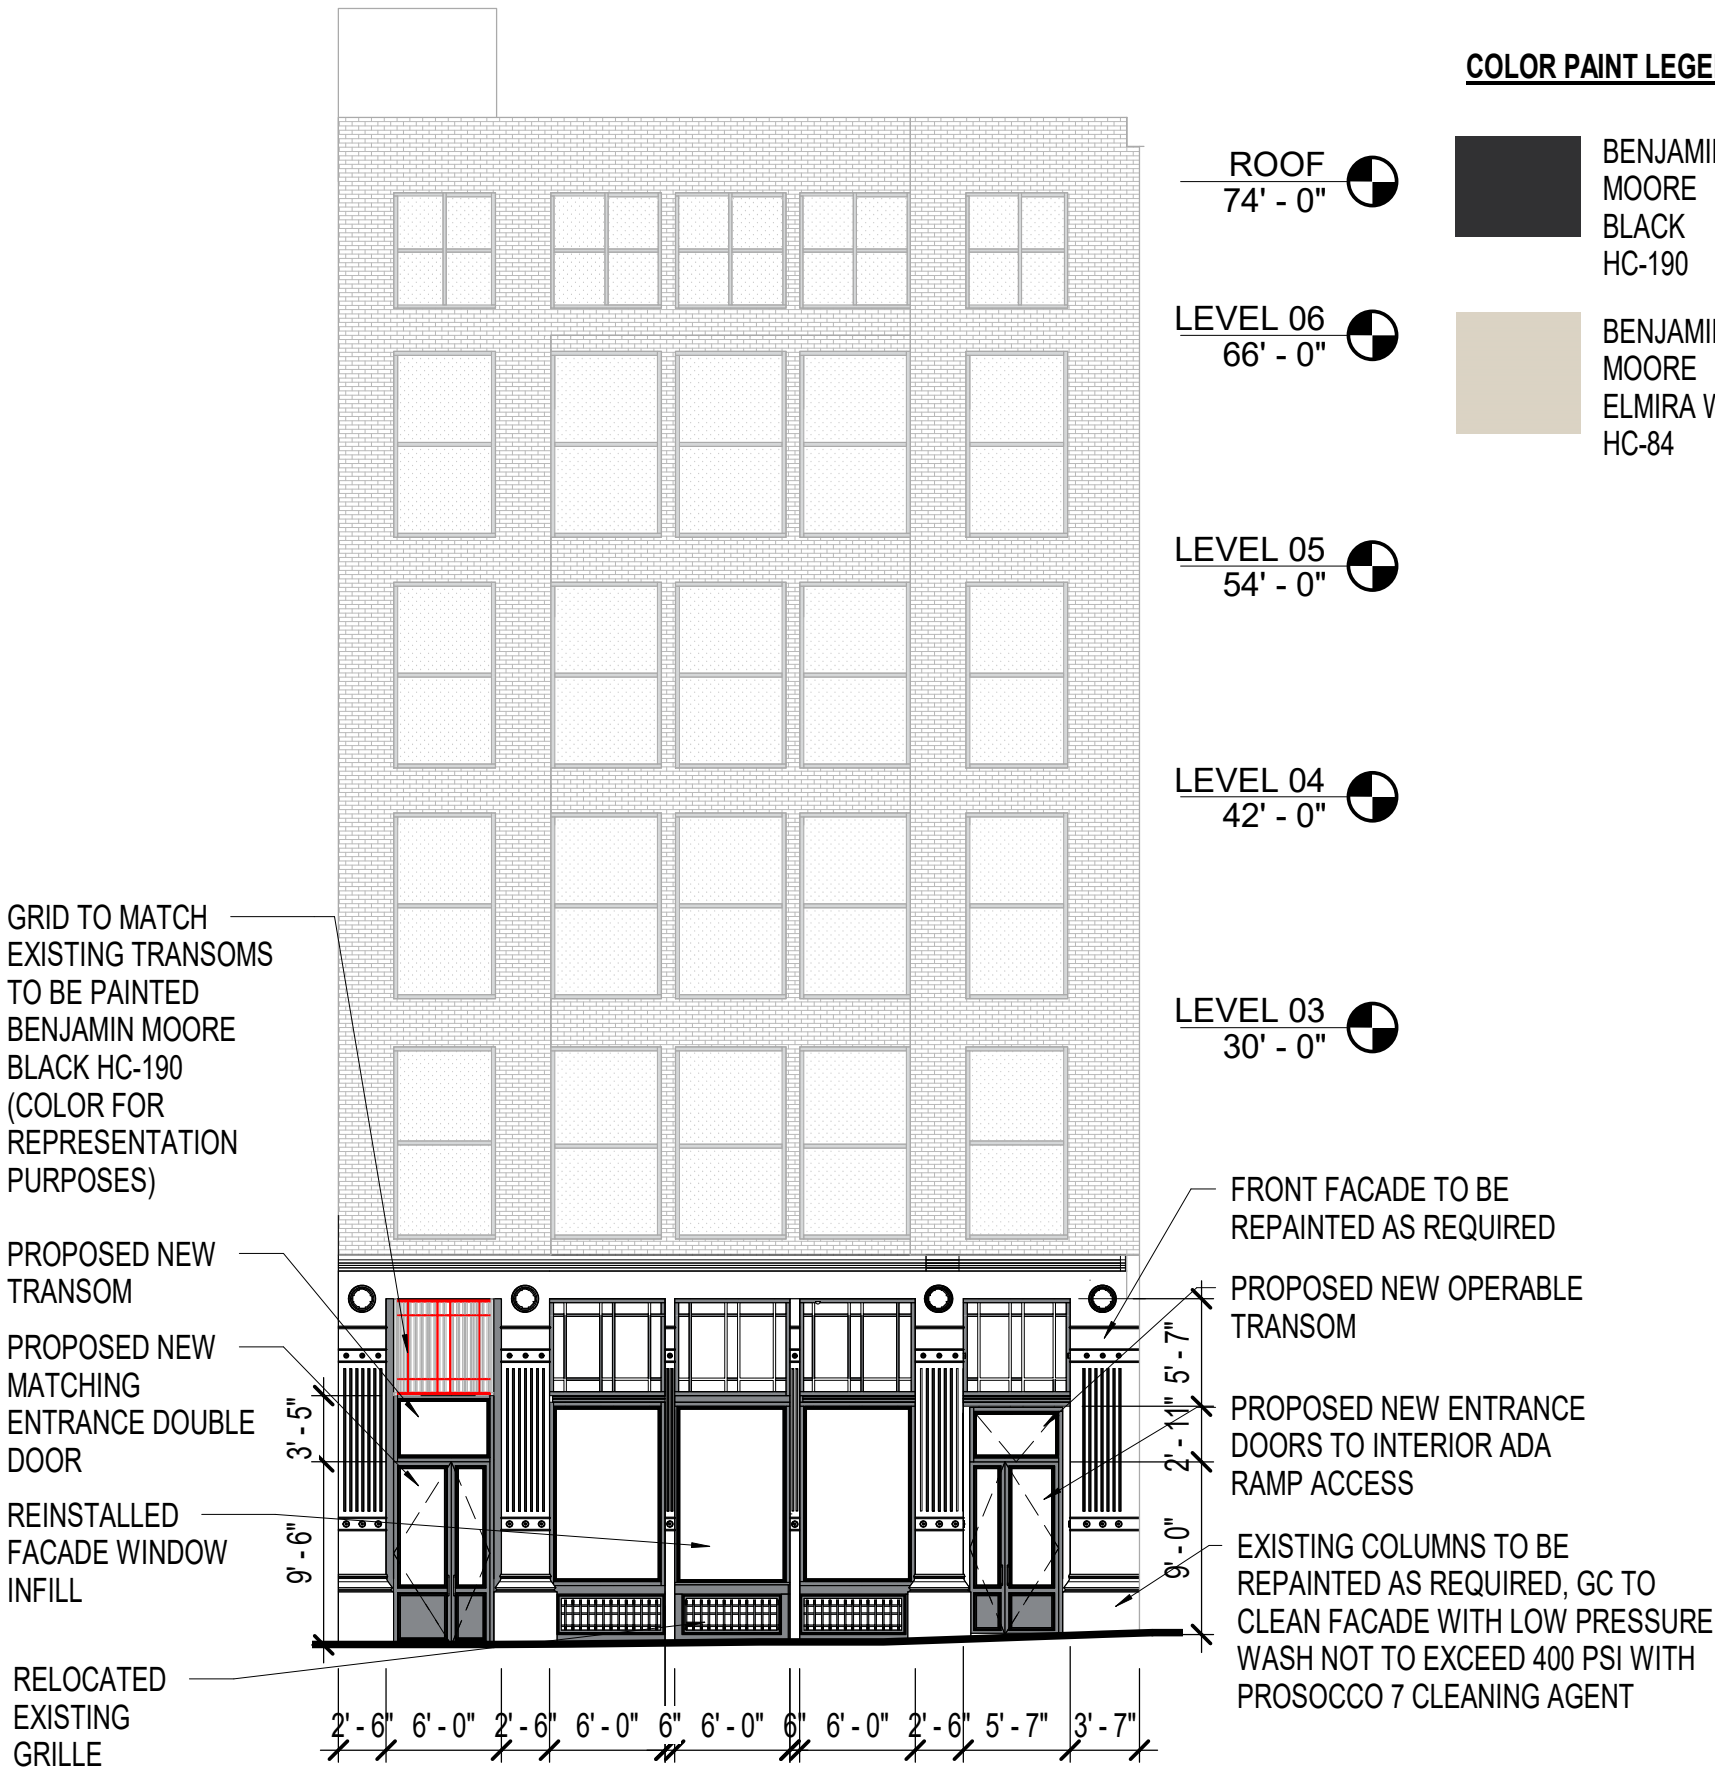 COLOR PAINT
ROOF
74' - 0"
MOORE
BLACK
HC-190
LEVEL 06
66' - 0"
MOORE
ELMIRA
HC-84
LEVEL 05
54' - 0"
LEVEL 04
42' - 0"
LEVEL 03
30' - 0"
GRID TO MATCH
EXISTING TRANSOMS
TO BE PAINTED
BENJAMIN MOORE
BLACK HC-190
(COLOR FOR
REPRESENTATION
PURPOSES)
PROPOSED NEW
TRANSOM
PROPOSED NEW
MATCHING
ENTRANCE DOUBLE
DOOR
REINSTALLED
FACADE WINDOW
INFILL
RELOCATED
EXISTING
GRILLE
3' - 5"
9' - 6"
FRONT FACADE TO BE
REPAINTED AS REQUIRED
PROPOSED NEW OPERABLE
TRANSOM
PROPOSED NEW ENTRANCE
DOORS TO INTERIOR ADA
RAMP ACCESS
EXISTING COLUMNS TO BE
REPAINTED AS REQUIRED, GC TO
CLEAN FACADE WITH LOW PRESSURE
WASH NOT TO EXCEED 400 PSI WITH
PROSOCCO 7 CLEANING AGENT
5' - 7"
2' - 11"
9' - 0"
2' - 6" 6' - 0" 2' - 6" 6' - 0" 6" 6' - 0" 6" 6' - 0" 2' - 6" 5' - 7" 3' - 7"